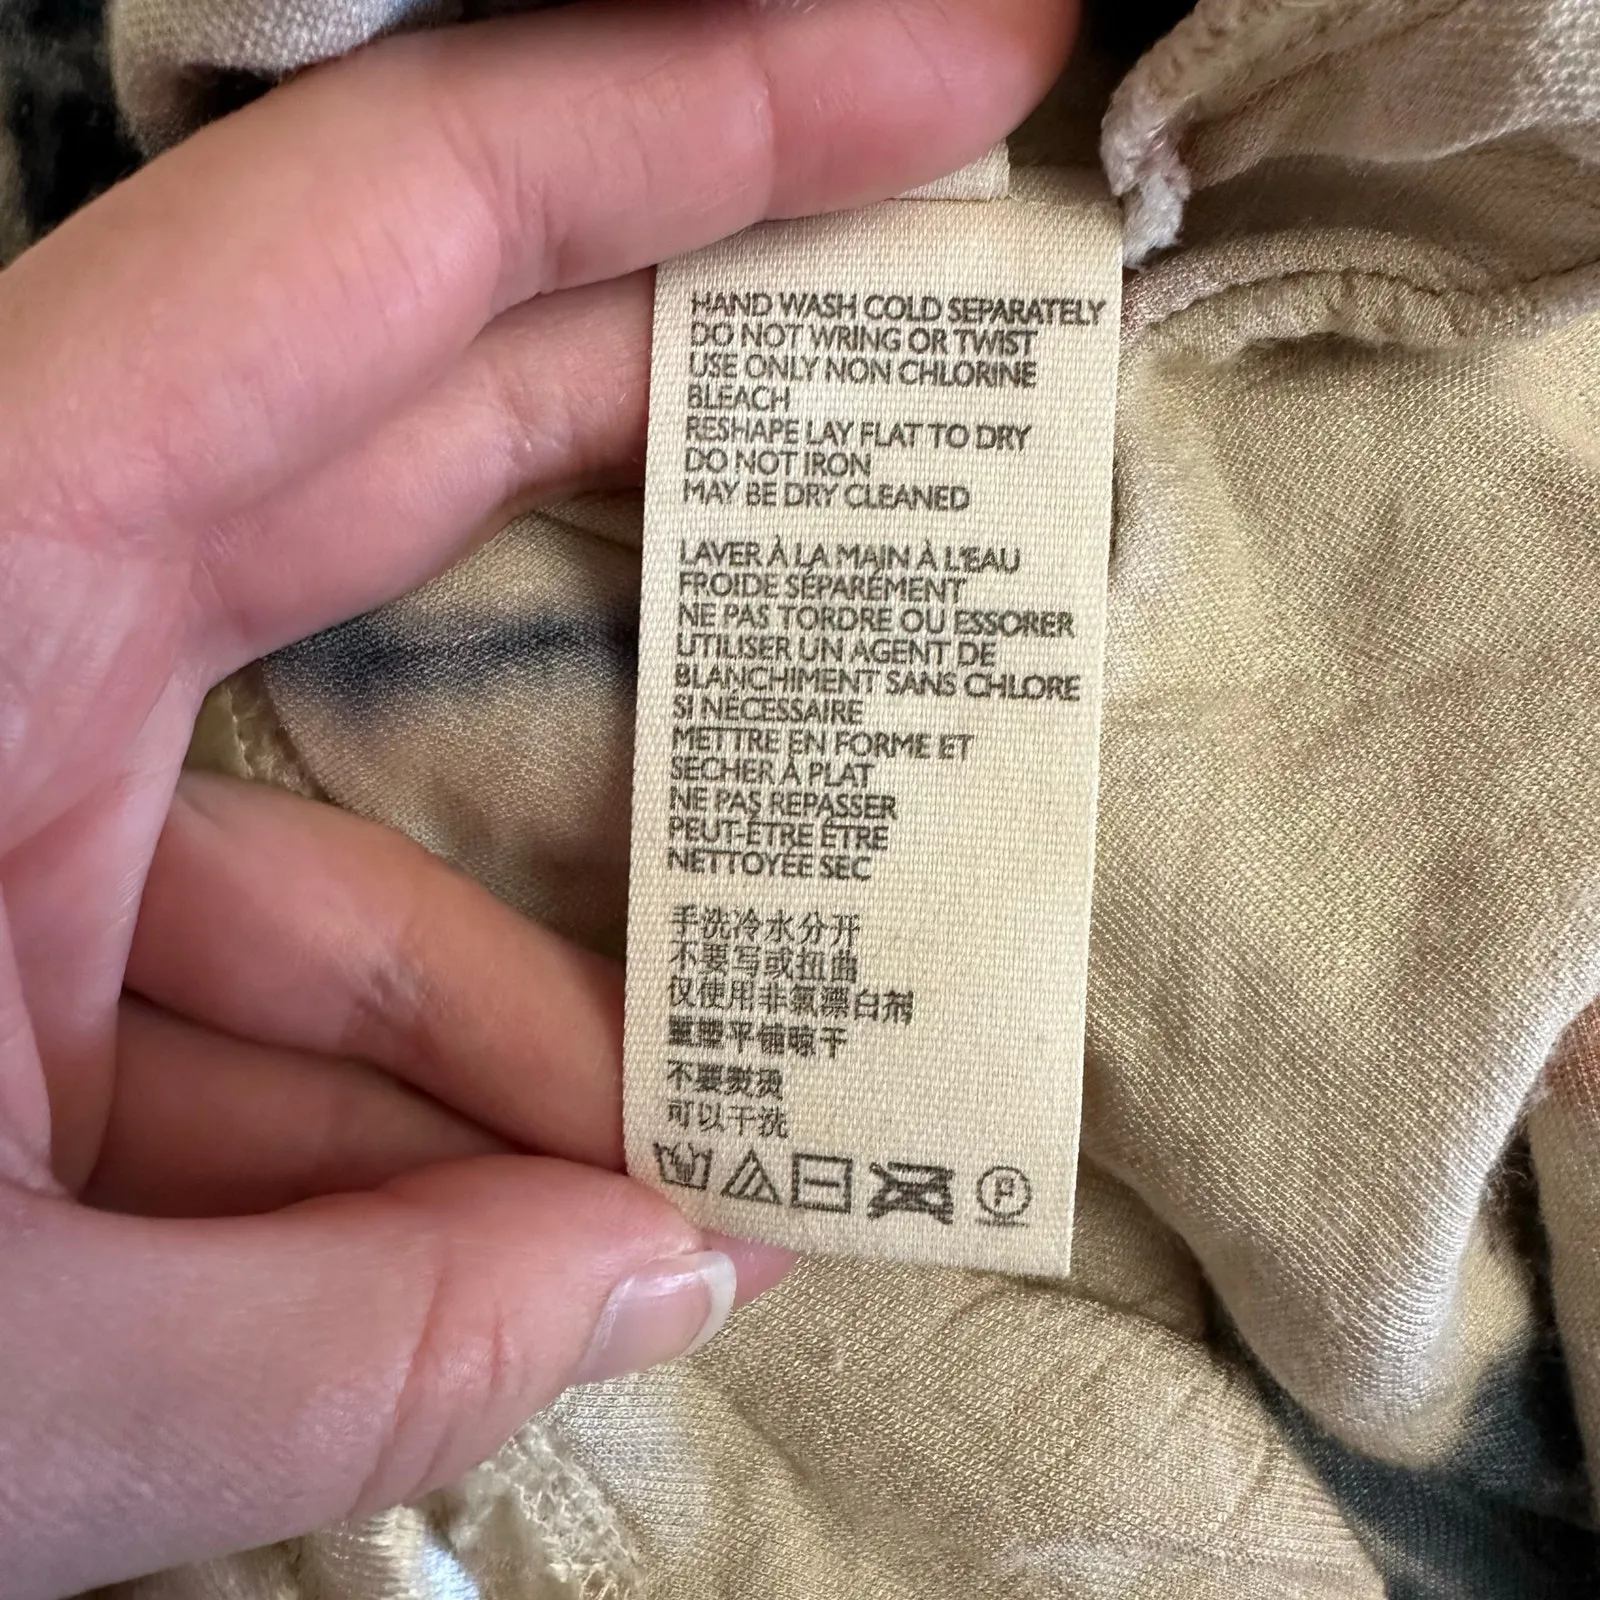 HAND WASH COLD SEPARATELY
DO NOT WRING OR TWIST
USE ONLY NON CHLORINE
BLEACH
RESHAPE LAY FLAT TO DRY
DO NOT IRON
MAY BE DRY CLEANED
LAVER À LA MAIN À L'EAU
FROIDE SÉPARÉMENT
NE PAS TORDRE OU ESSORER
UTILISER UN AGENT DE
BLANCHIMENT SANS CHLORE
SI NÉCESSAIRE
METTRE EN FORME ET
SECHER À PLAT
NE PAS REPASSER
PEUT-ÊTRE ÊTRE
NETTOYÉE SEC
手洗冷水分开
不要写或扭曲
仅使用非氯漂白剂
重塑平铺晾干
不要熨烫
可以干洗
P